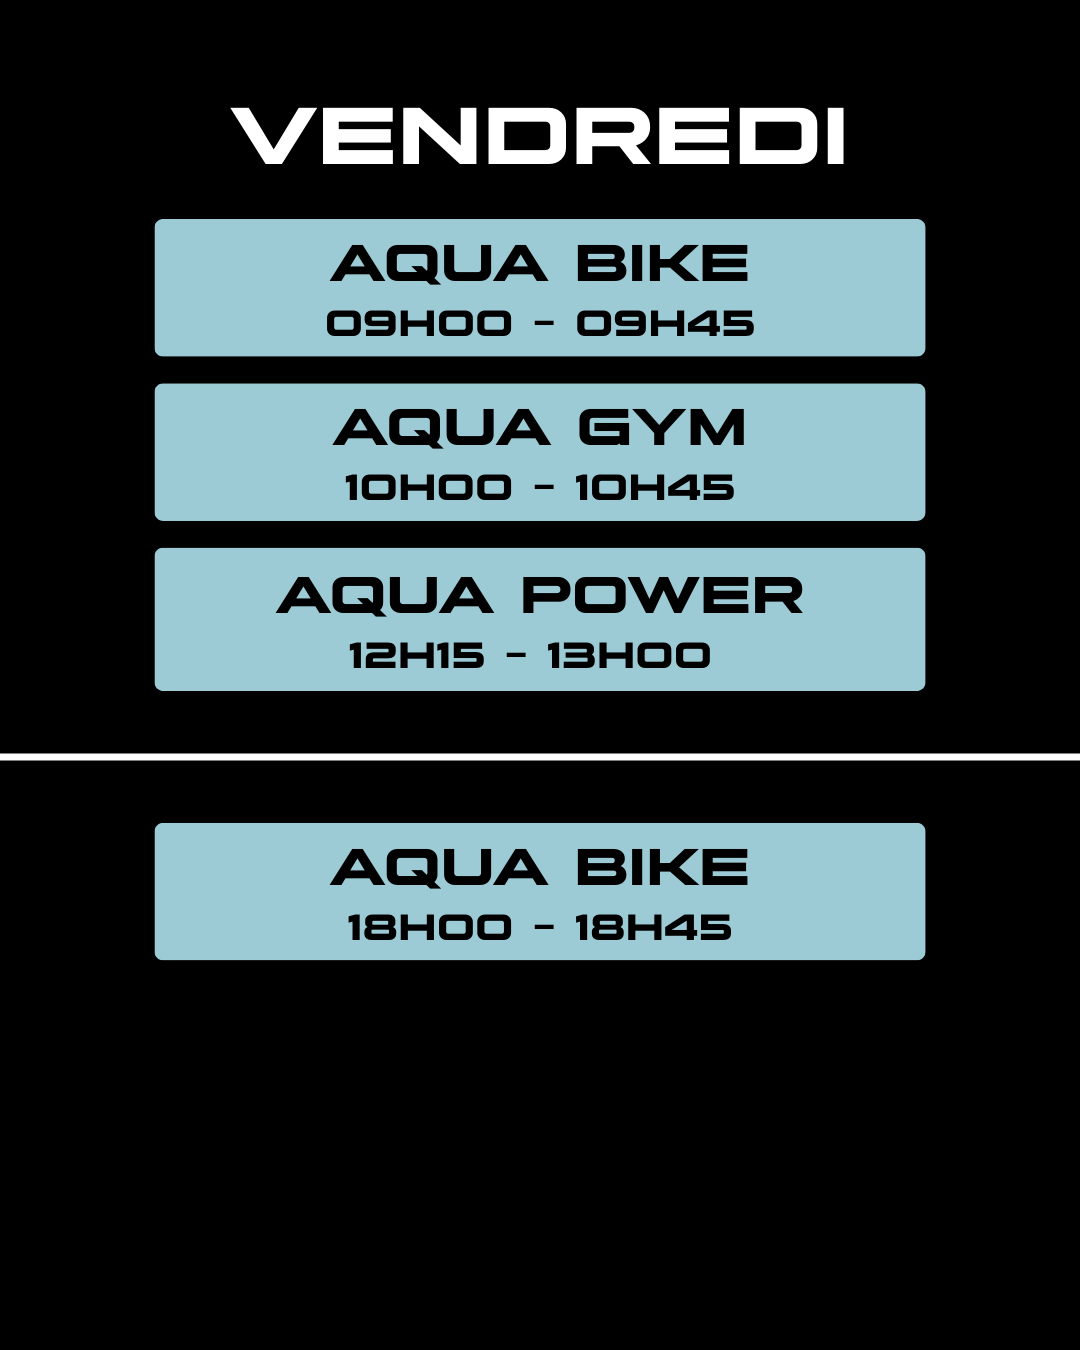 VENDREDI
AQUA BIKE
09H00 - 09H45
AQUA GYM
10H00 - 10H45
AQUA POWER
12H15 - 13H00
AQUA BIKE
18H00 - 18H45